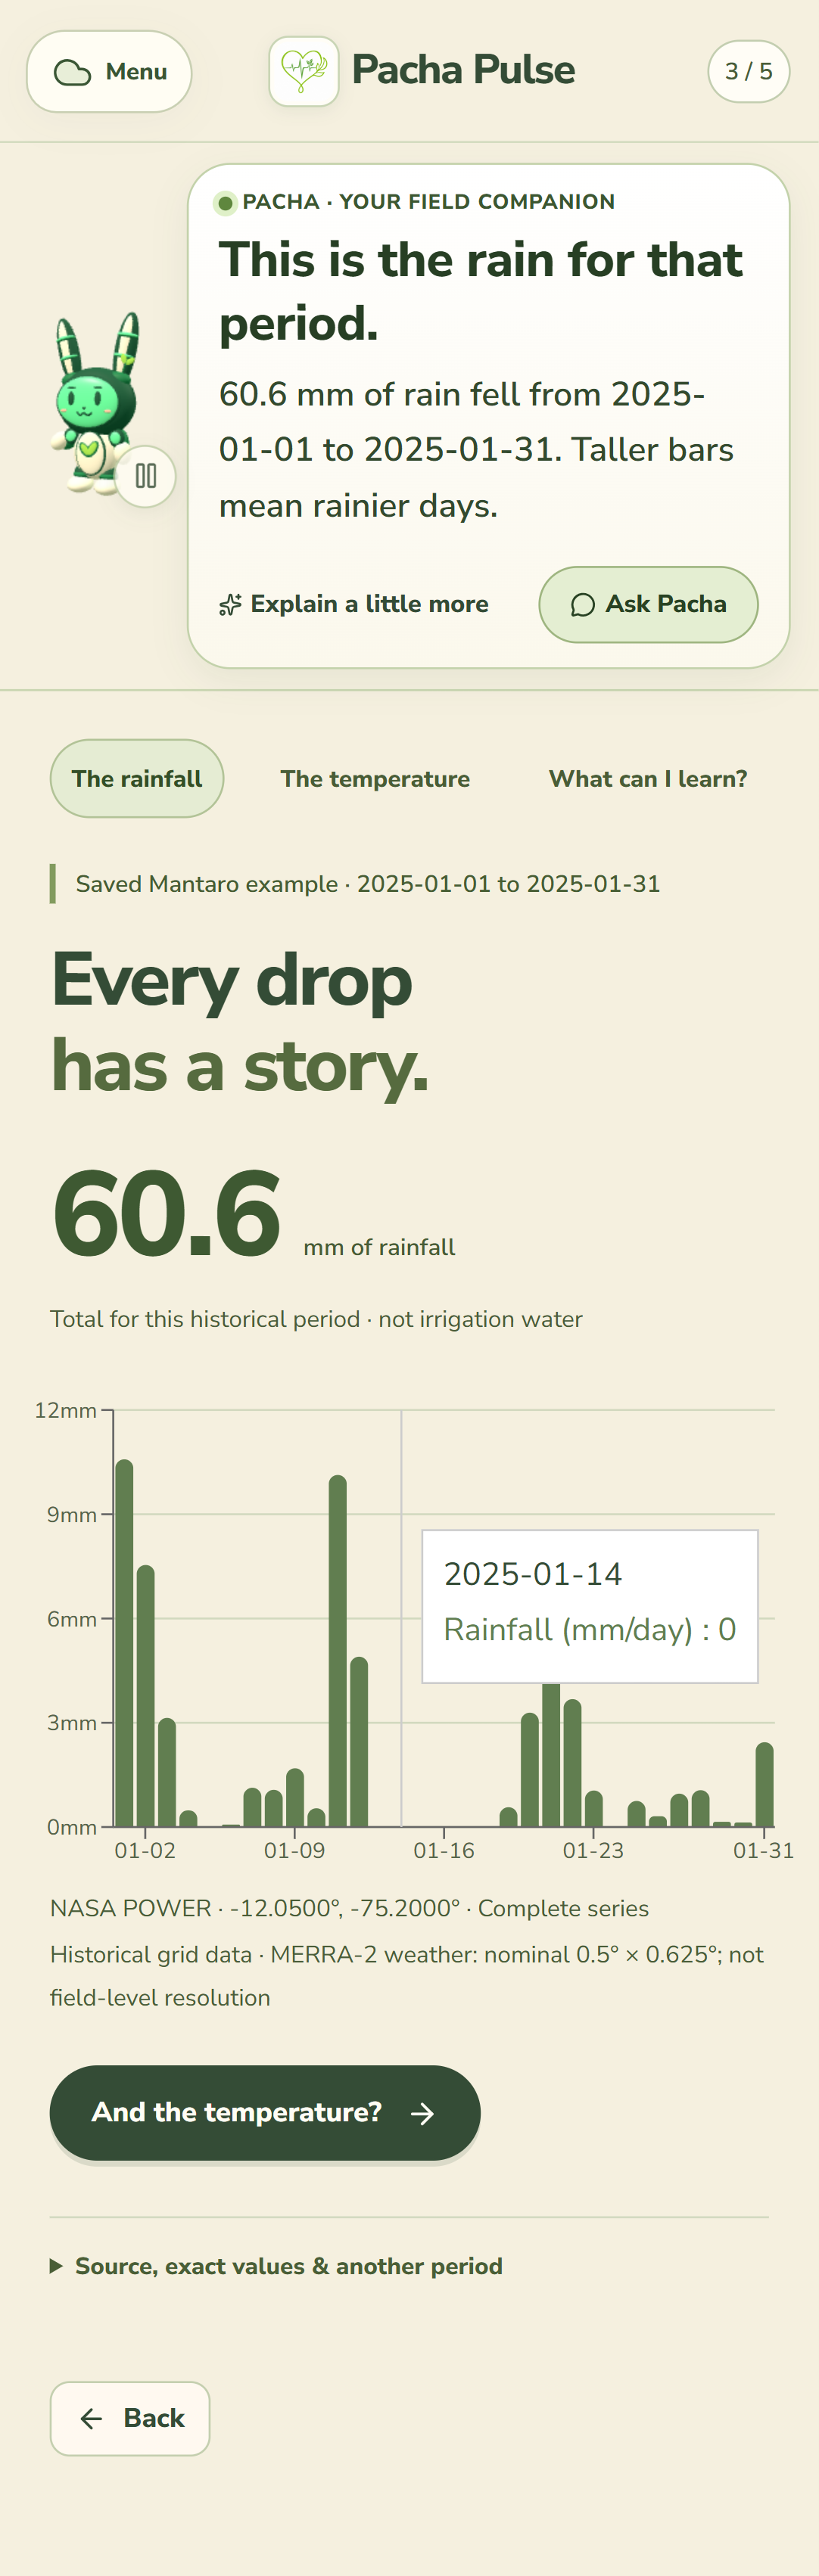 Menu
Pacha Pulse
3 / 5
PACHA · YOUR FIELD COMPANION
This is the rain for that
period.
60.6 mm of rain fell from 2025-
01-01 to 2025-01-31. Taller bars
mean rainier days.
Explain a little more
Ask Pacha
The rainfall
The temperature
What can I learn?
Saved Mantaro example · 2025-01-01 to 2025-01-31
Every drop
has a story.
60.6 mm of rainfall
Total for this historical period · not irrigation water
12mm
9mm
6mm
3mm
0mm
2025-01-14
Rainfall (mm/day) : 0
01-02
01-09
01-16
01-23
01-31
NASA POWER · -12.0500°, -75.2000° · Complete series
Historical grid data · MERRA-2 weather: nominal 0.5° × 0.625°; not
field-level resolution
And the temperature?
Source, exact values & another period
Back